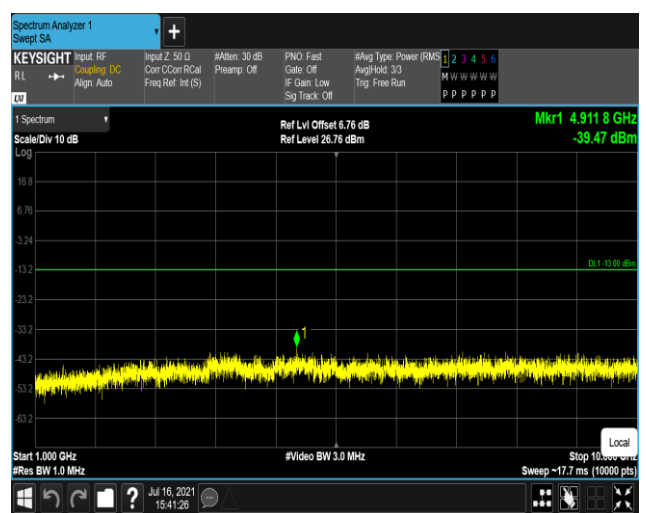 Spectrum Analyzer 1
Swept SA
+
KEYSIGHT
RL
LXI
Input: RF
Coupling: DC
Align: Auto
Input Z: 50 Ω
Corr CCorr RCal
Freq Ref: Int (S)
#Atten: 30 dB
Preamp: Off
PNO: Fast
Gate: Off
IF Gain: Low
Sig Track: Off
#Avg Type: Power (RMS
Avg|Hold: 3/3
Trig: Free Run
1 2 3 4 5 6
M W W W W W
P P P P P P
1 Spectrum
Scale/Div 10 dB
Log
Ref Lvl Offset 6.76 dB
Ref Level 26.76 dBm
Mkr1 4.911 8 GHz
-39.47 dBm
16.8
6.76
-3.24
-13.2
DL1 -13.00 dBm
-23.2
-33.2
1
-43.2
-53.2
-63.2
Local
Start 1.000 GHz
#Res BW 1.0 MHz
#Video BW 3.0 MHz
Stop 10.000 GHz
Sweep ~17.7 ms (10000 pts)
?
Jul 16, 2021
15:41:26